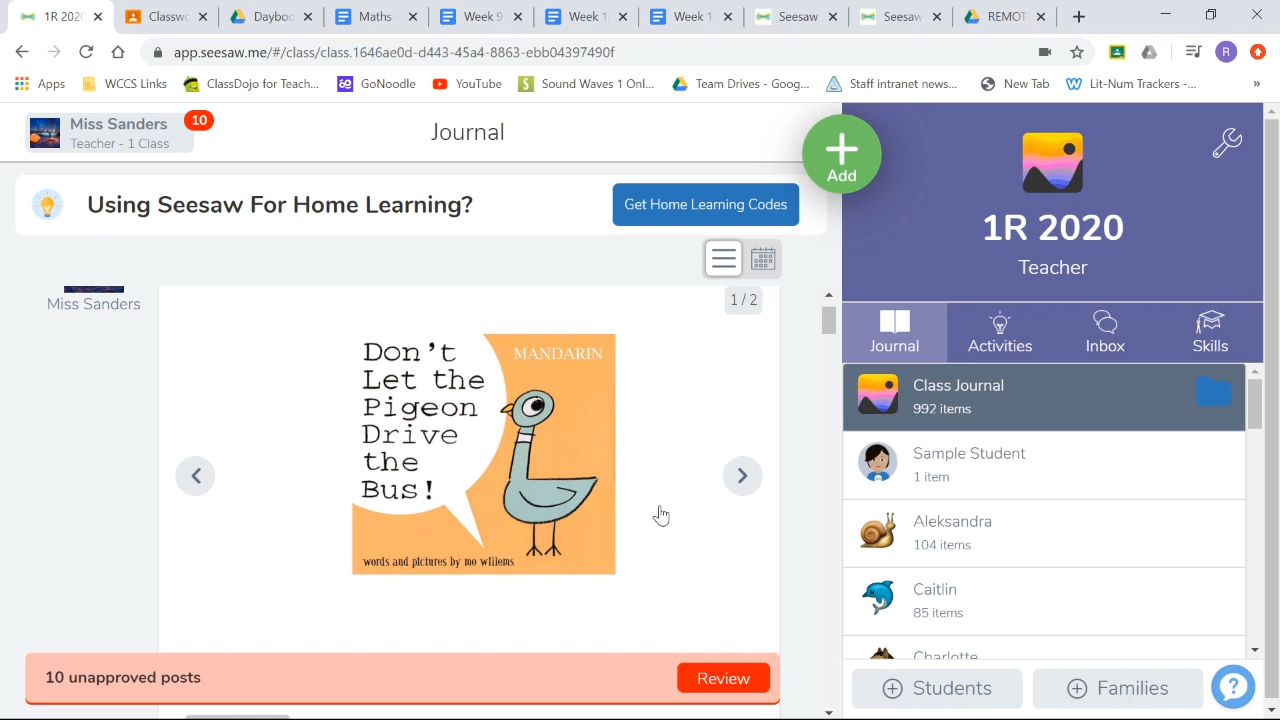 1R 202
Classwo
Dayboo
Maths -
Week 9
Week 1
Week 1
Seesaw
Seesaw
REMOT
app.seesaw.me/#/class/class.1646ae0d-d443-45a4-8863-ebb04397490f
R
Apps
WCCS Links
ClassDojo for Teach...
GoNoodle
YouTube
Sound Waves 1 Onl...
Team Drives - Goog...
Staff intranet news...
New Tab
Lit-Num Trackers -...
»
Miss Sanders
Teacher - 1 Class
10
Journal
Add
Using Seesaw For Home Learning?
Get Home Learning Codes
Miss Sanders
1 / 2
Don't
Let the
Pigeon
Drive
the
Bus!
MANDARIN
words and pictures by mo willems
10 unapproved posts
Review
1R 2020
Teacher
Journal
Activities
Inbox
Skills
Class Journal
992 items
Sample Student
1 item
Aleksandra
104 items
Caitlin
85 items
Charlotte
Students
Families
?